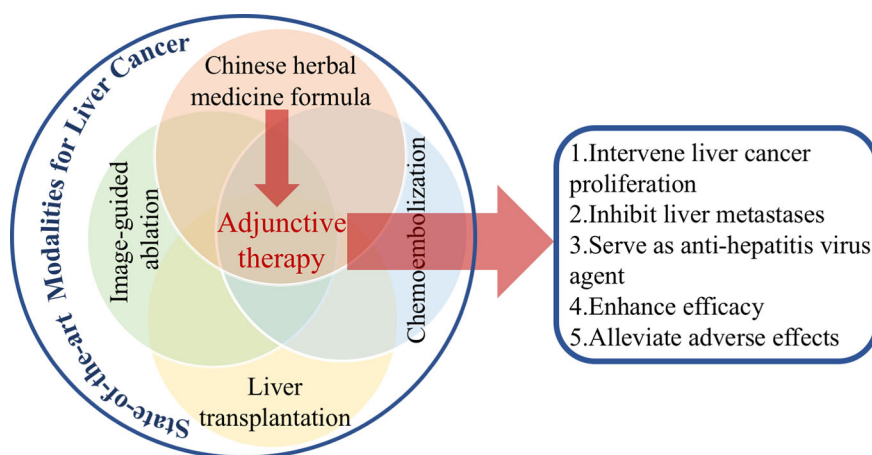 State-of-the-art Modalities for Liver Cancer
Chinese herbal
medicine formula
Image-guided
ablation
Adjunctive
therapy
Chemoembolization
Liver
transplantation
1.Intervene liver cancer
proliferation
2.Inhibit liver metastases
3.Serve as anti-hepatitis virus
agent
4.Enhance efficacy
5.Alleviate adverse effects